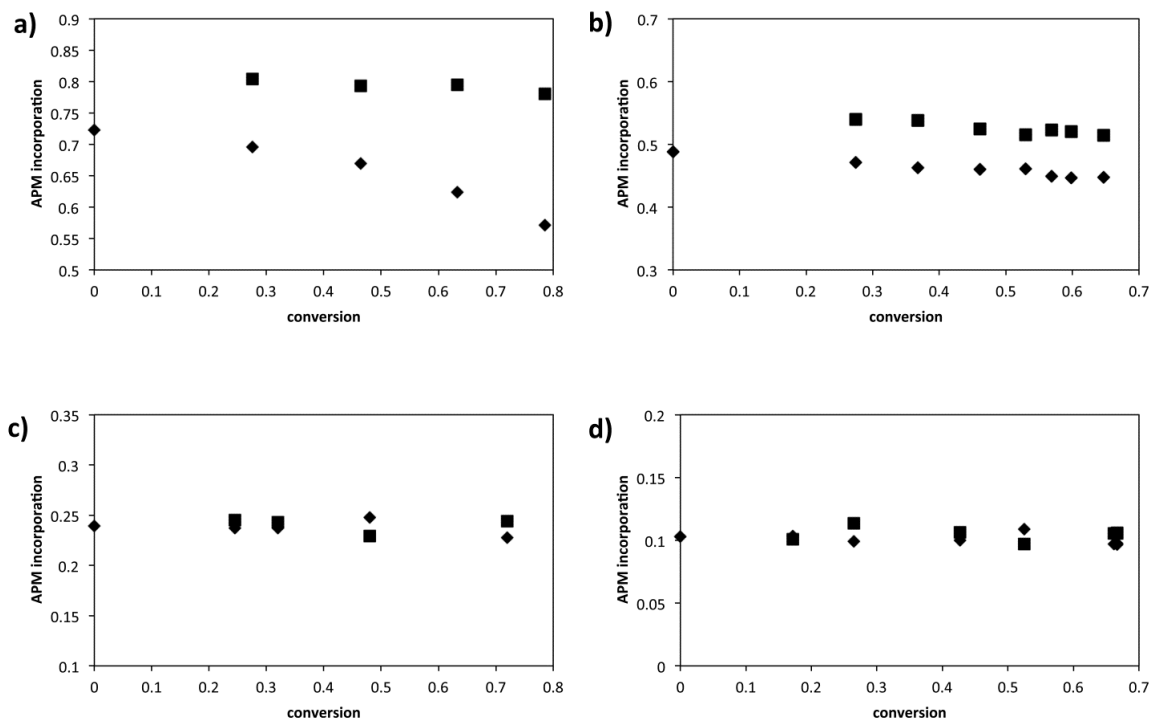 a)
0.9
0.85
0.8
0.75
0.7
0.65
0.6
0.55
0.5
APM incorporation
0 0.1 0.2 0.3 0.4 0.5 0.6 0.7 0.8
conversion
b)
0.7
0.6
0.5
0.4
0.3
APM incorporation
0 0.1 0.2 0.3 0.4 0.5 0.6 0.7
conversion
c)
0.35
0.3
0.25
0.2
0.15
0.1
APM incorporation
0 0.1 0.2 0.3 0.4 0.5 0.6 0.7 0.8
conversion
d)
0.2
0.15
0.1
0.05
0
APM incorporation
0 0.1 0.2 0.3 0.4 0.5 0.6 0.7
conversion